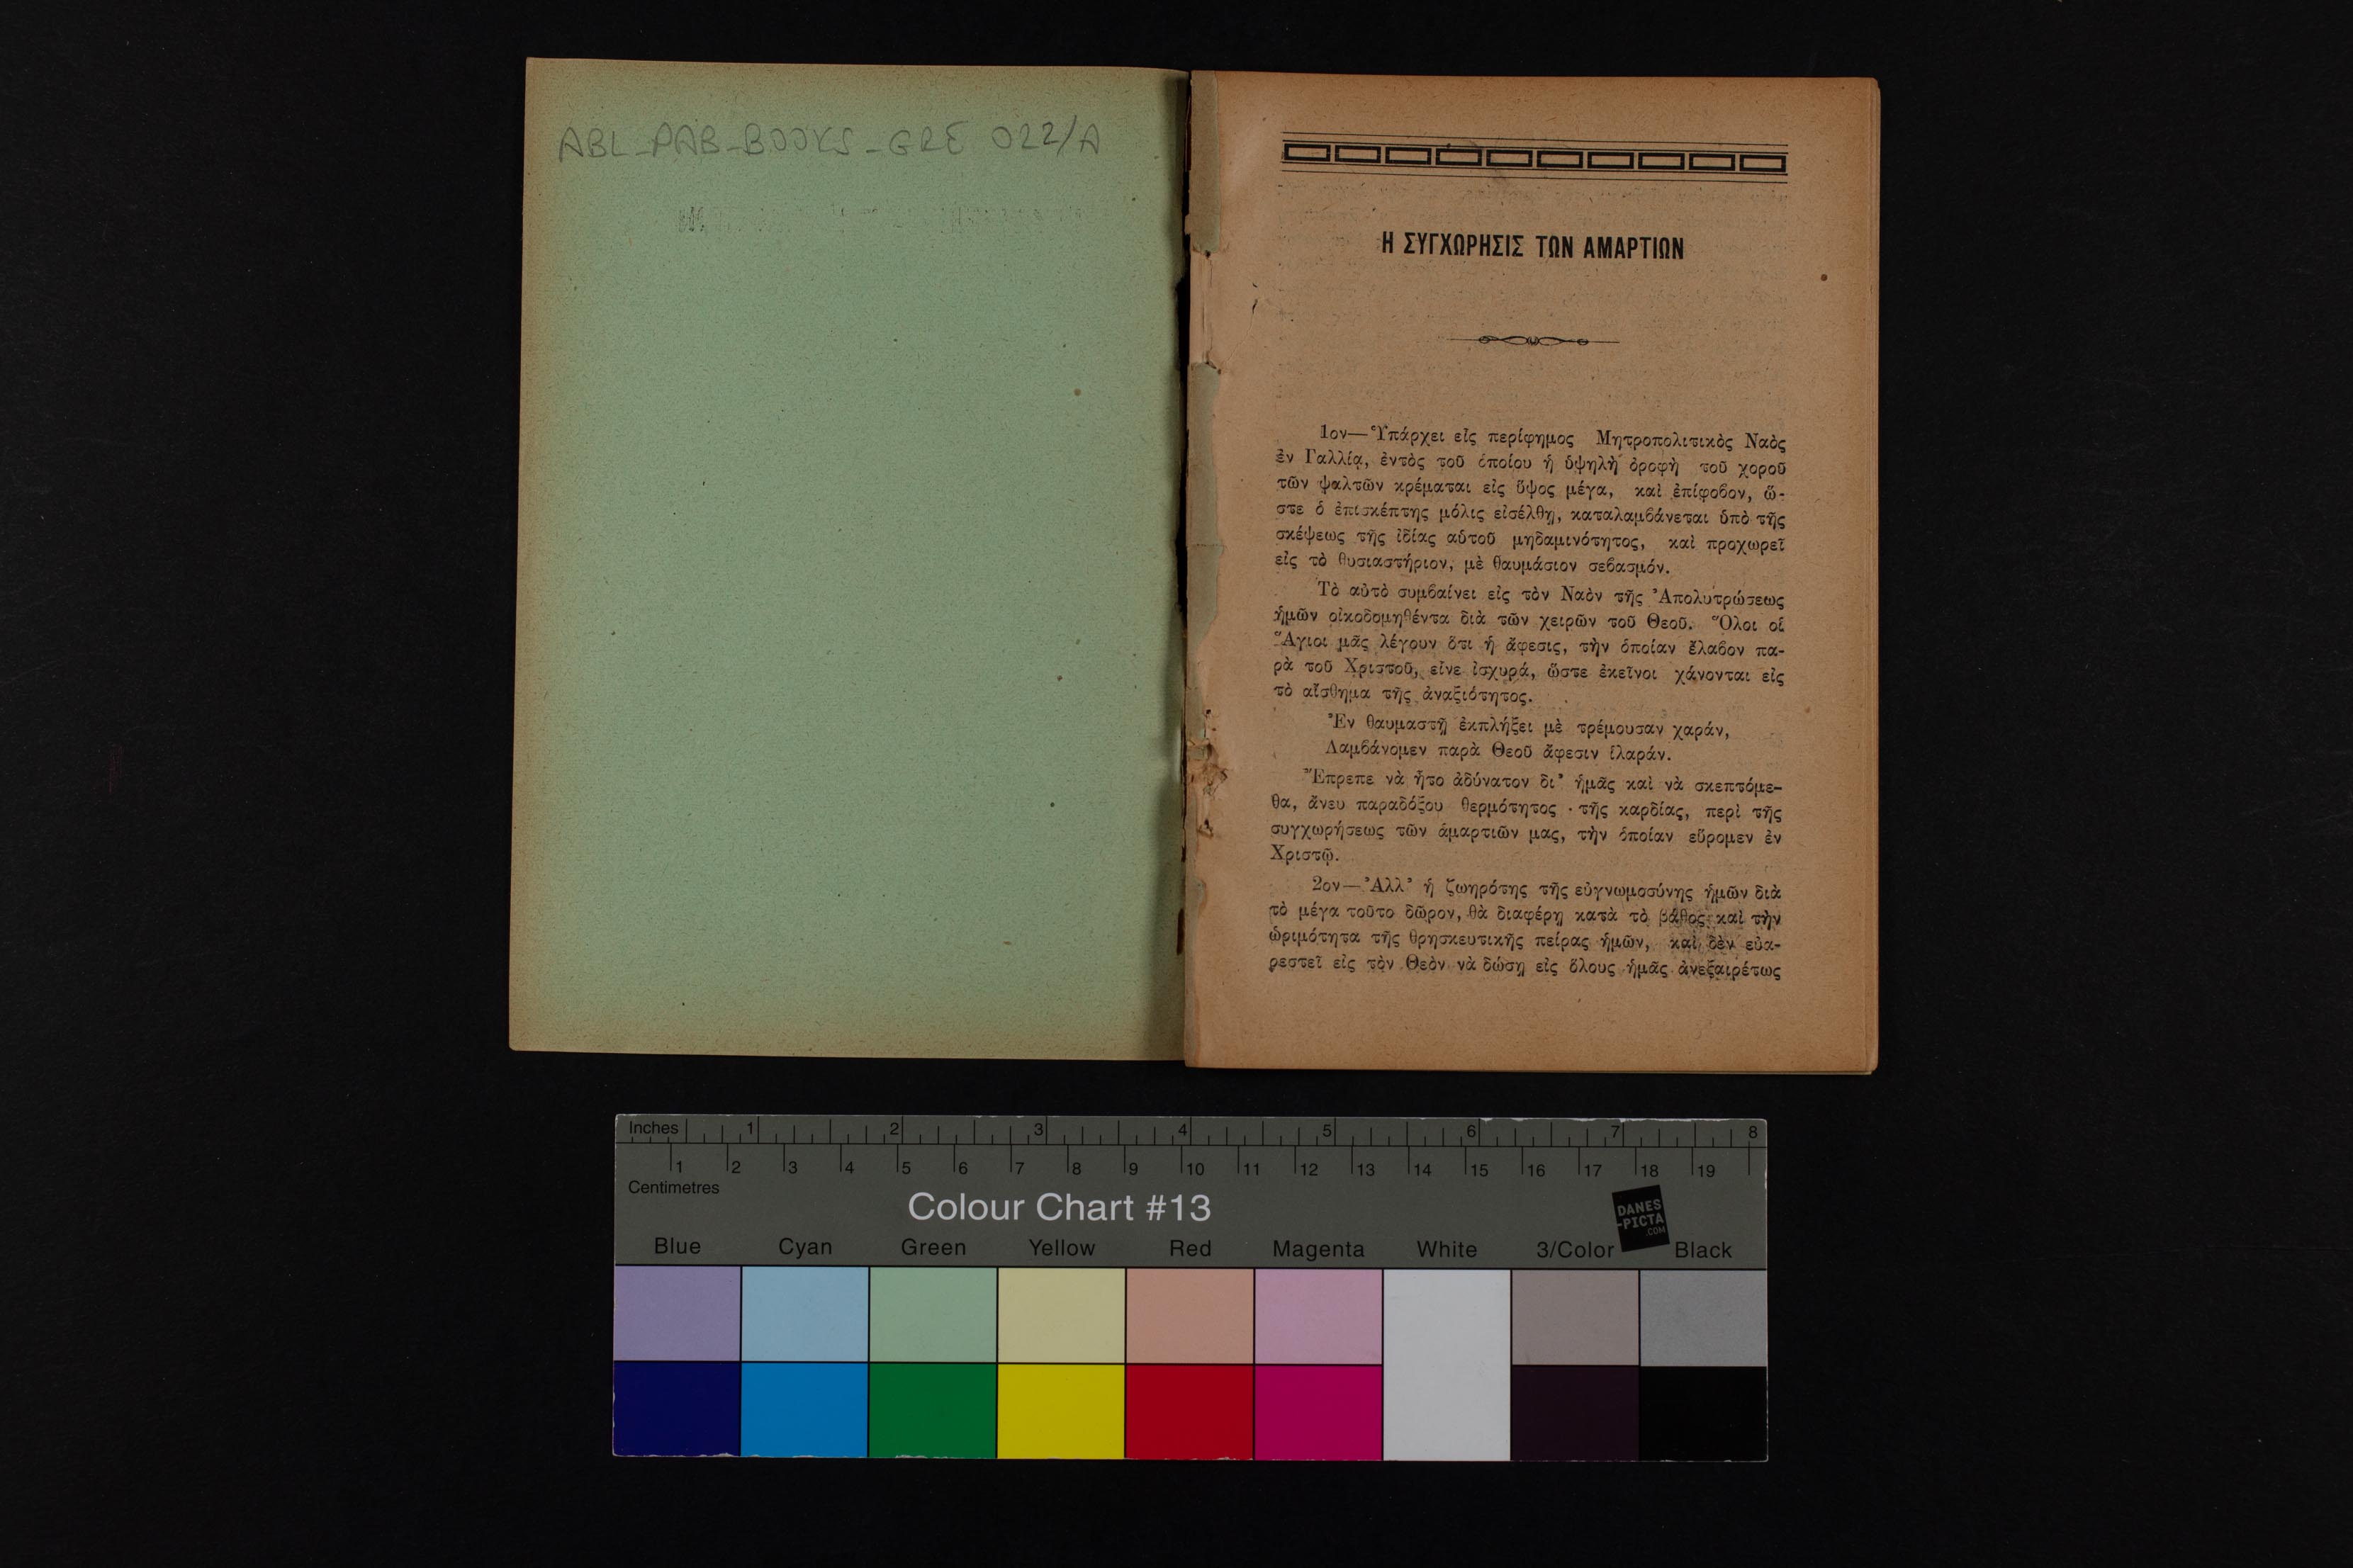 ABL_PAB_BOOKS_GRE 022/A
Η ΣΥΓΧΩΡΗΣΙΣ ΤΩΝ ΑΜΑΡΤΙΩΝ
1ον—Ὑπάρχει εἷς περίφημος Μητροπολιτικὸς Ναὸς
ἐν Γαλλίᾳ, ἐντὸς τοῦ ὁποίου ἡ ὑψηλὴ ὀροφὴ τοῦ χοροῦ
τῶν ψαλτῶν κρέμαται εἰς ὕψος μέγα, καὶ ἐπίφοβον, ὥ-
στε ὁ ἐπισκέπτης μόλις εἰσέλθῃ, καταλαμβάνεται ὑπὸ τῆς
σκέψεως τῆς ἰδίας αὐτοῦ μηδαμινότητος, καὶ προχωρεῖ
εἰς τὸ θυσιαστήριον, μὲ θαυμάσιον σεβασμόν.
Τὸ αὐτὸ συμβαίνει εἰς τὸν Ναὸν τῆς Ἀπολυτρώσεως
ἡμῶν οἰκοδομηθέντα διὰ τῶν χειρῶν τοῦ Θεοῦ. Ὅλοι οἱ
Ἅγιοι μᾶς λέγουν ὅτι ἡ ἄφεσις, τὴν ὁποίαν ἔλαβον πα-
ρὰ τοῦ Χριστοῦ, εἶνε ἰσχυρά, ὥστε ἐκεῖνοι χάνονται εἰς
τὸ αἴσθημα τῆς ἀναξιότητος.
Ἐν θαυμαστῇ ἐκπλήξει μὲ τρέμουσαν χαράν,
Λαμβάνομεν παρὰ Θεοῦ ἄφεσιν ἱλαράν.
Ἔπρεπε νὰ ἦτο ἀδύνατον δι' ἡμᾶς καὶ νὰ σκεπτόμε-
θα, ἄνευ παραδόξου θερμότητος τῆς καρδίας, περὶ τῆς
συγχωρήσεως τῶν ἁμαρτιῶν μας, τὴν ὁποίαν εὕρομεν ἐν
Χριστῷ.
2ον—Ἀλλ' ἡ ζωηρότης τῆς εὐγνωμοσύνης ἡμῶν διὰ
τὸ μέγα τοῦτο δῶρον, θὰ διαφέρῃ κατὰ τὸ βάθος καὶ τὴν
ὡριμότητα τῆς θρησκευτικῆς πείρας ἡμῶν, καὶ δὲν εὐα-
ρεστεῖ εἰς τὸν Θεὸν νὰ δώσῃ εἰς ὅλους ἡμᾶς ἀνεξαιρέτως
Inches 1 2 3 4 5 6 7 8
1 2 3 4 5 6 7 8 9 10 11 12 13 14 15 16 17 18 19
Centimetres
Colour Chart #13
DANES
-PICTA
.COM
Blue Cyan Green Yellow Red Magenta White 3/Color Black